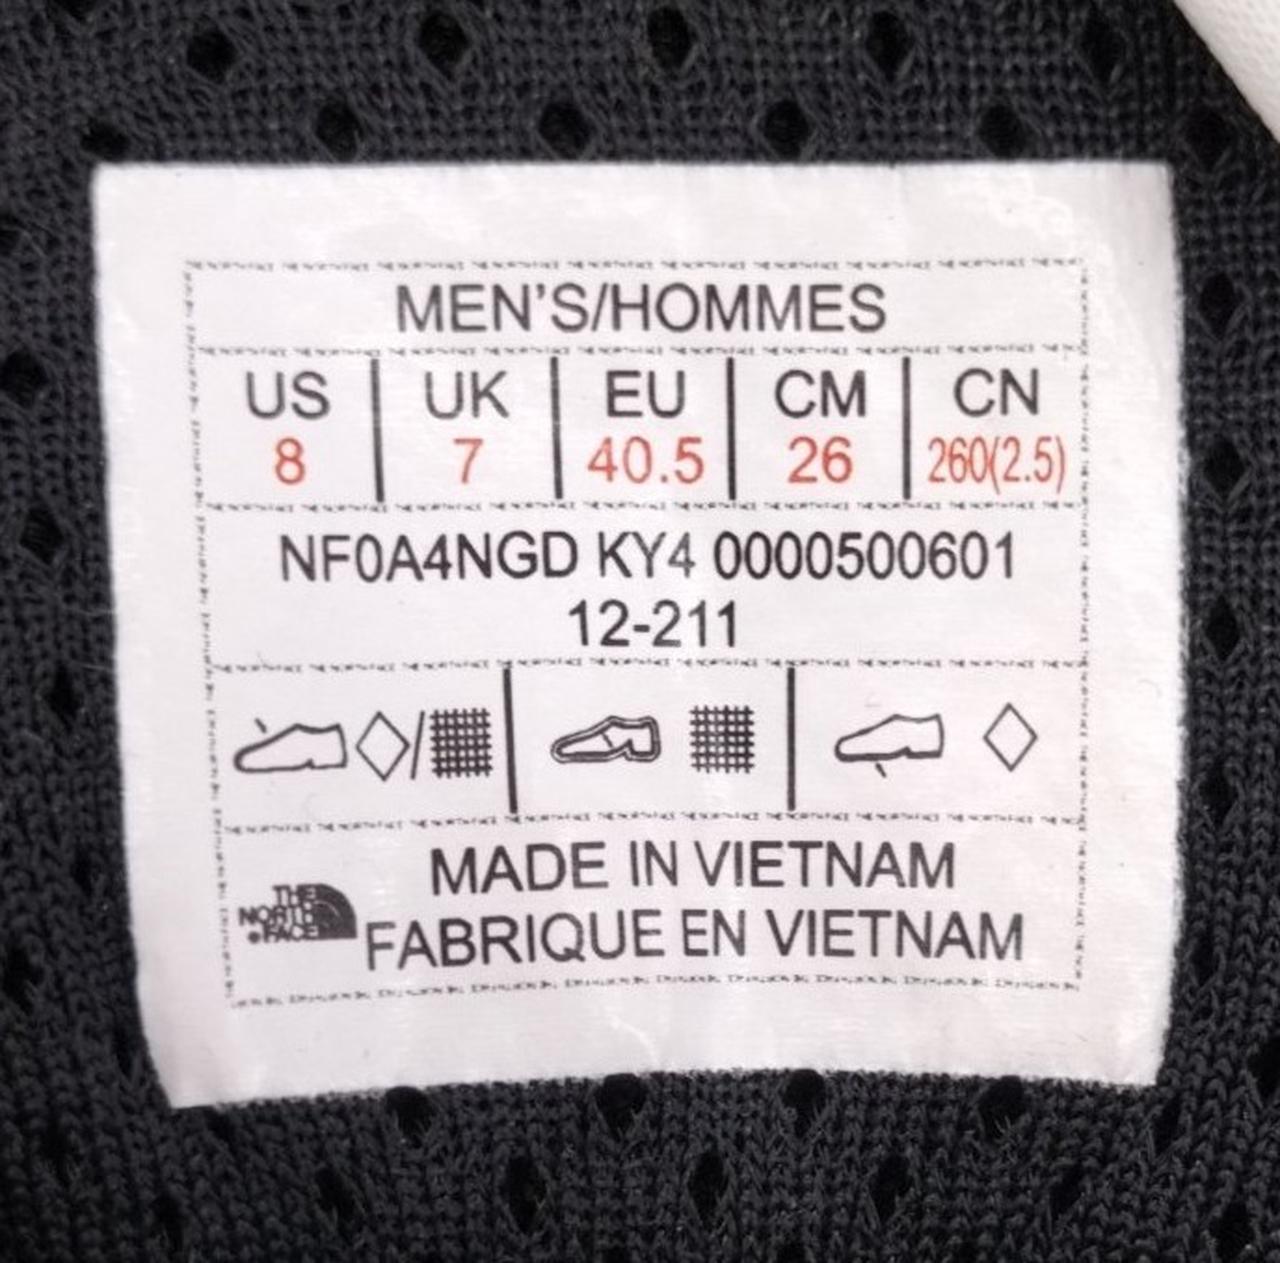 MEN'S/HOMMES
US UK EU CM CN
8 7 40.5 26 260(2.5)
NF0A4NGD KY4 0000500601
12-211
THE
NORTH
FACE
MADE IN VIETNAM
FABRIQUE EN VIETNAM